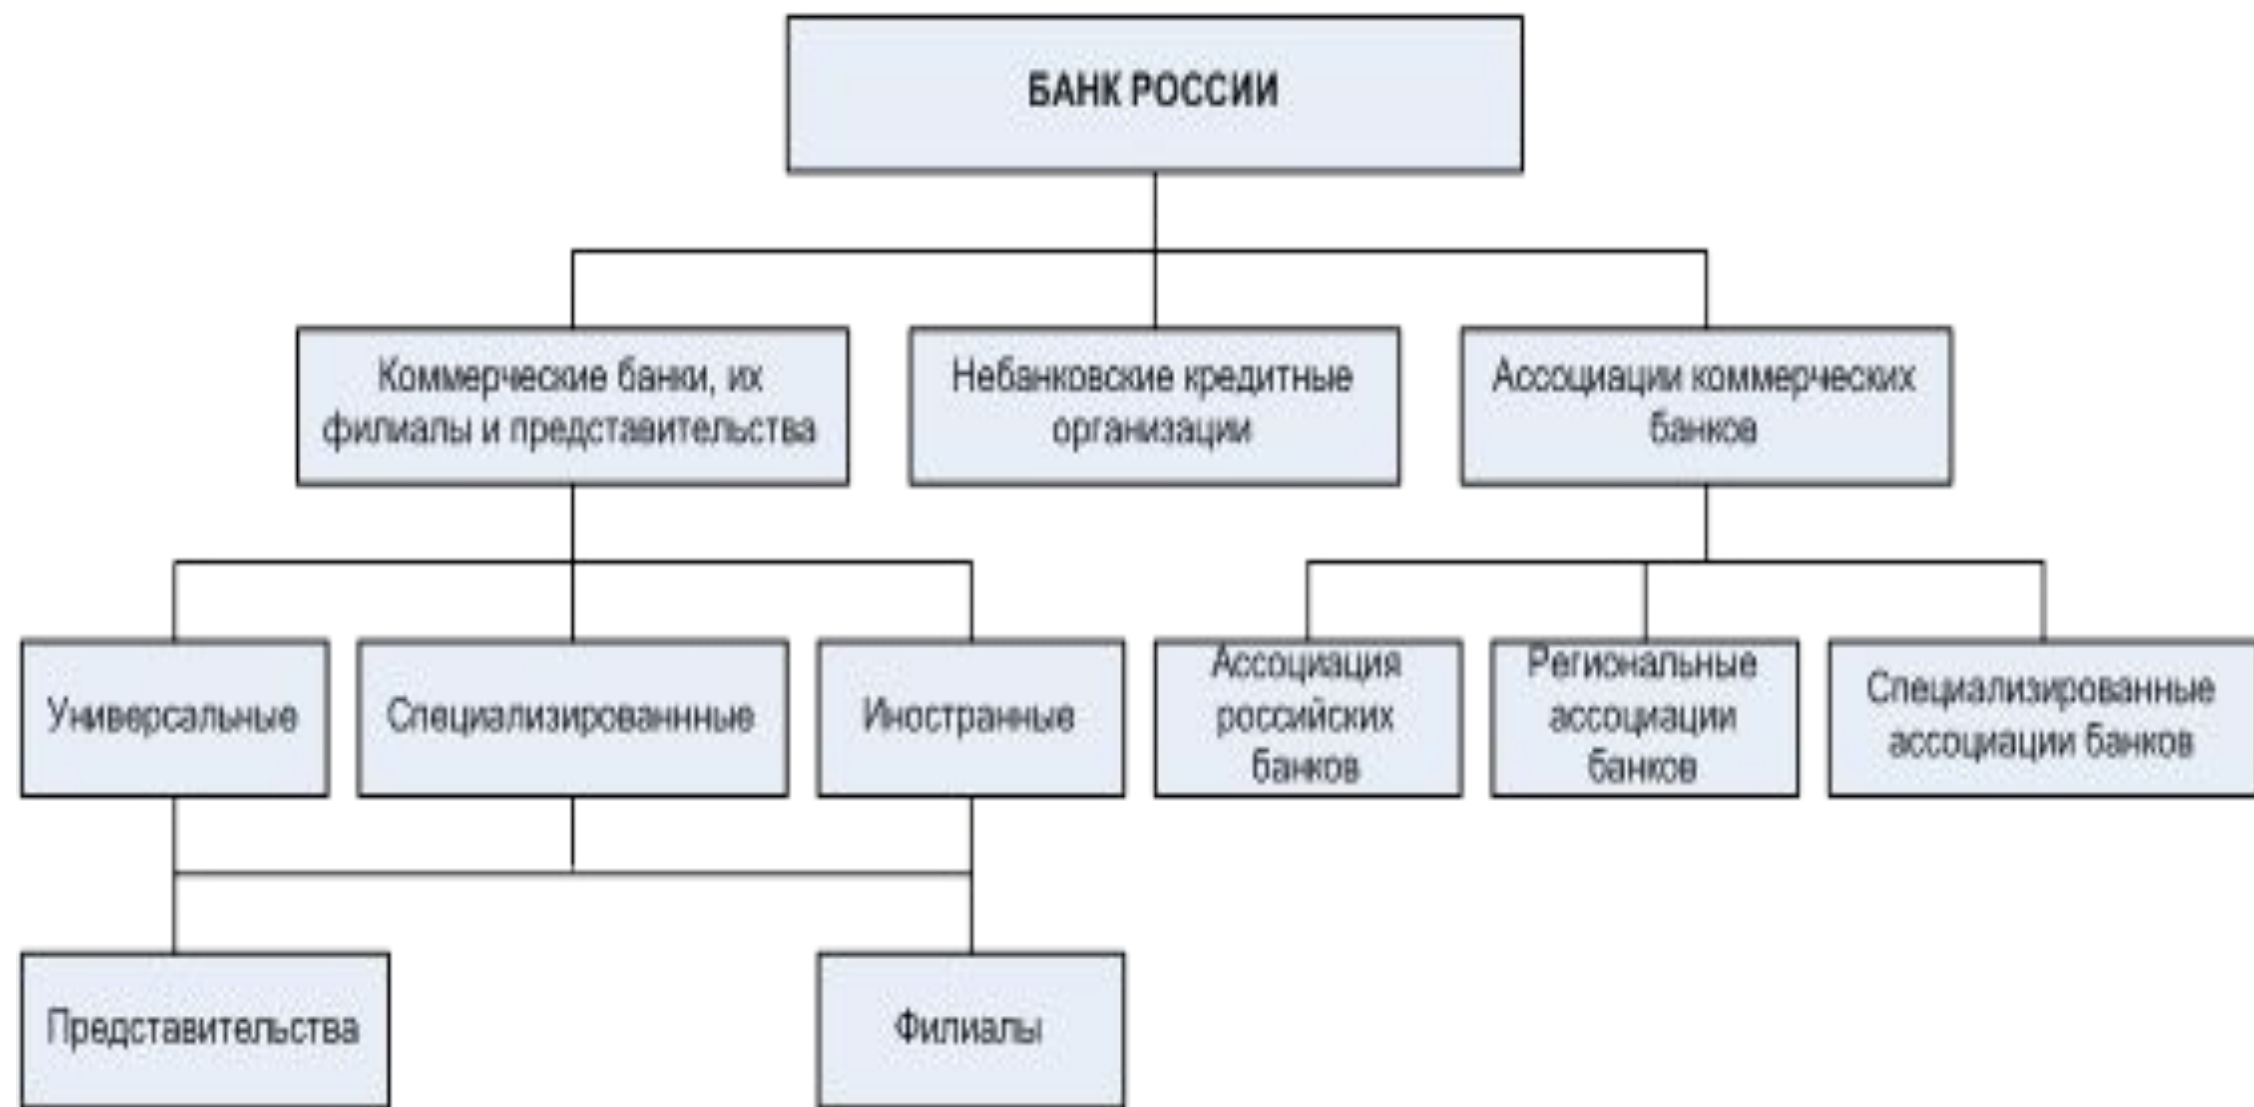 БАНК РОССИИ
Коммерческие банки, их
филиалы и представительства
Небанковские кредитные
организации
Ассоциации коммерческих
банков
Универсальные
Специализированнные
Иностранные
Ассоциация
российских
банков
Региональные
ассоциации
банков
Специализированные
ассоциации банков
Представительства
Филиалы